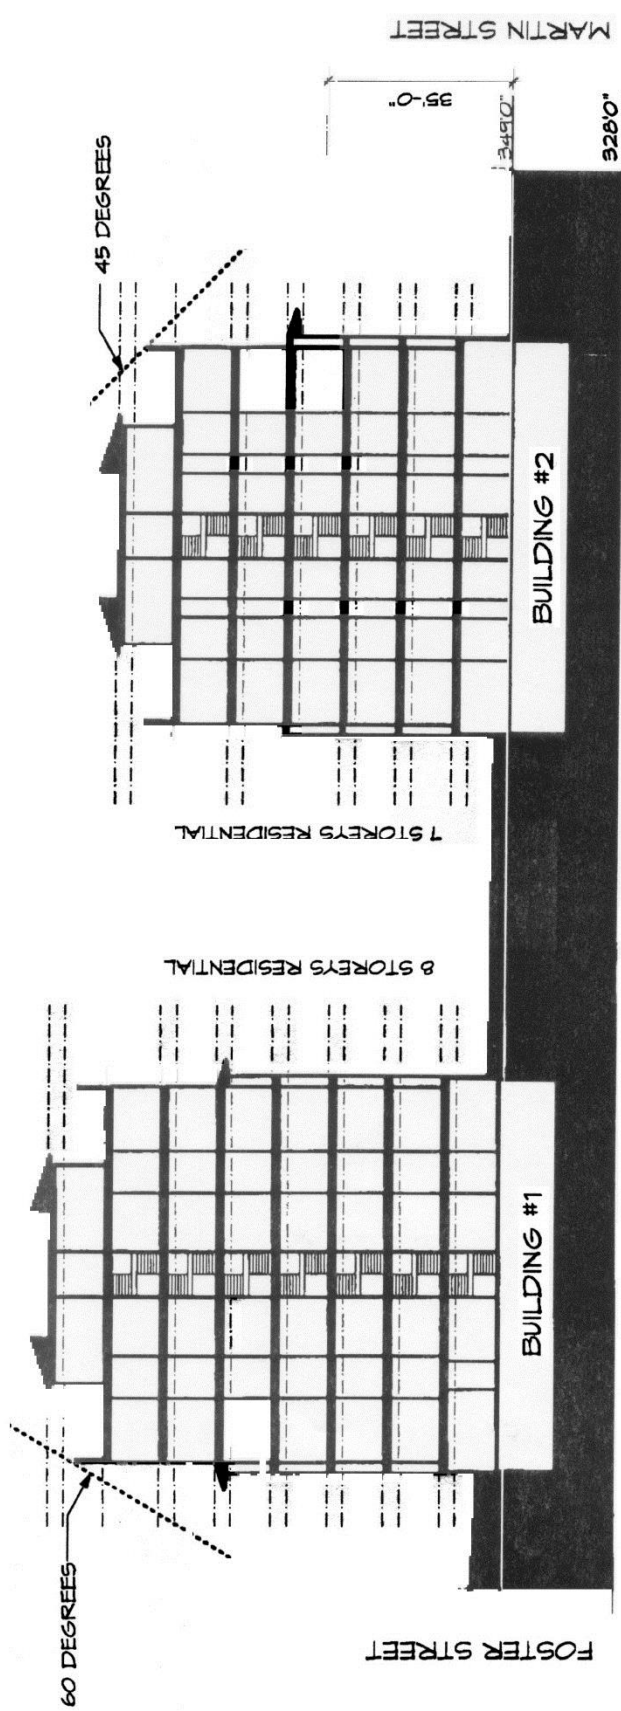 MARTIN STREET
35'-0"
349'0"
328'0"
45 DEGREES
BUILDING #2
7 STOREYS RESIDENTIAL
8 STOREYS RESIDENTIAL
BUILDING #1
60 DEGREES
FOSTER STREET